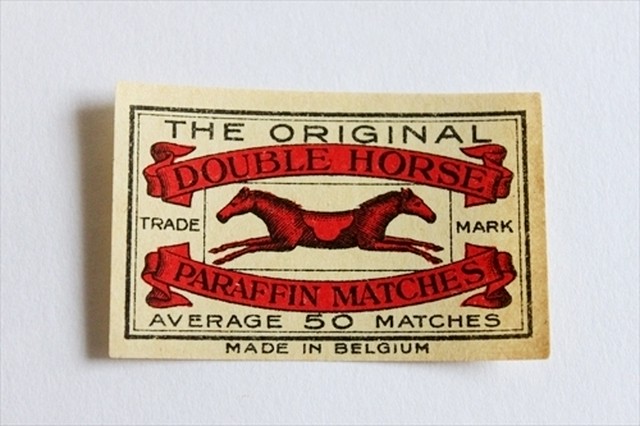 THE ORIGINAL
DOUBLE HORSE
TRADE MARK
PARAFFIN MATCHES
AVERAGE 50 MATCHES
MADE IN BELGIUM